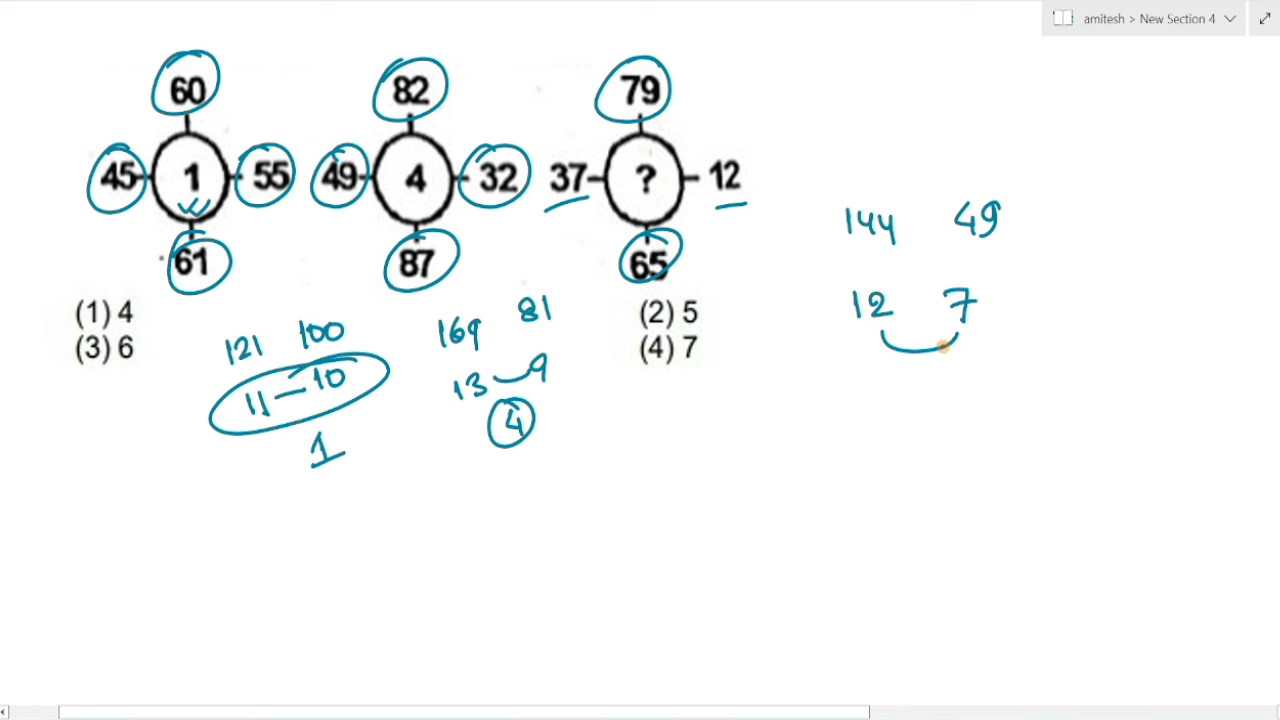 amitesh > New Section 4
60 82 79
45 1 55 49 4 32 37 ? 12
61 87 65
144 49
12 7
(1) 4 (2) 5
(3) 6 (4) 7
121 100 169 81
11 - 10 13 9
1 4